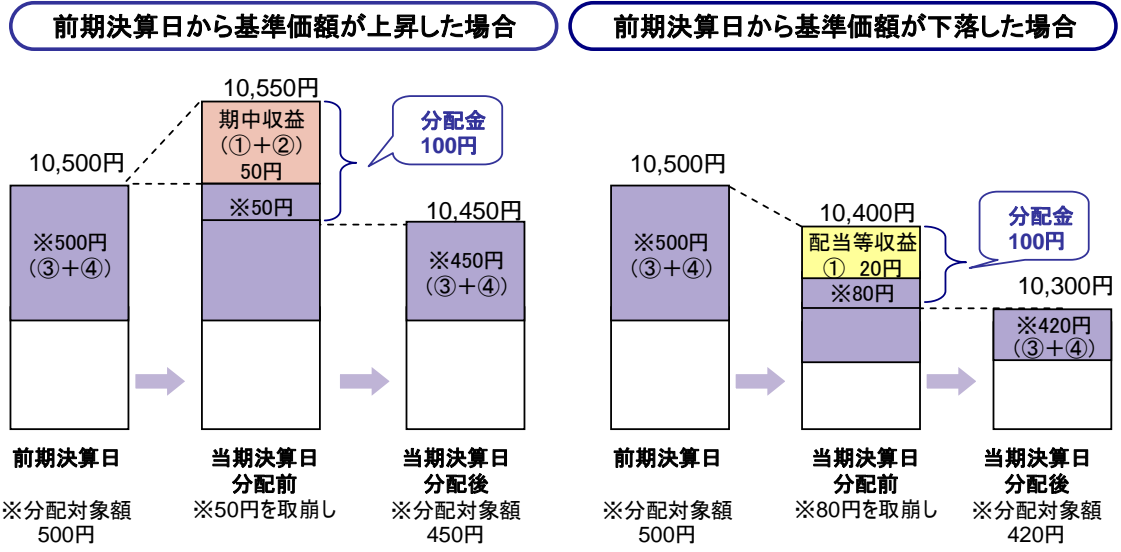 前期決算日から基準価額が上昇した場合
10,550円
期中収益
(①＋②)
50円
分配金
100円
10,500円
※50円
10,450円
※500円
(③＋④)
※450円
(③＋④)
前期決算日
当期決算日
分配前
当期決算日
分配後
※分配対象額
500円
※50円を取崩し
※分配対象額
450円
前期決算日から基準価額が下落した場合
10,500円
10,400円
分配金
100円
※500円
(③＋④)
配当等収益
① 20円
※80円
10,300円
※420円
(③＋④)
前期決算日
当期決算日
分配前
当期決算日
分配後
※分配対象額
500円
※80円を取崩し
※分配対象額
420円